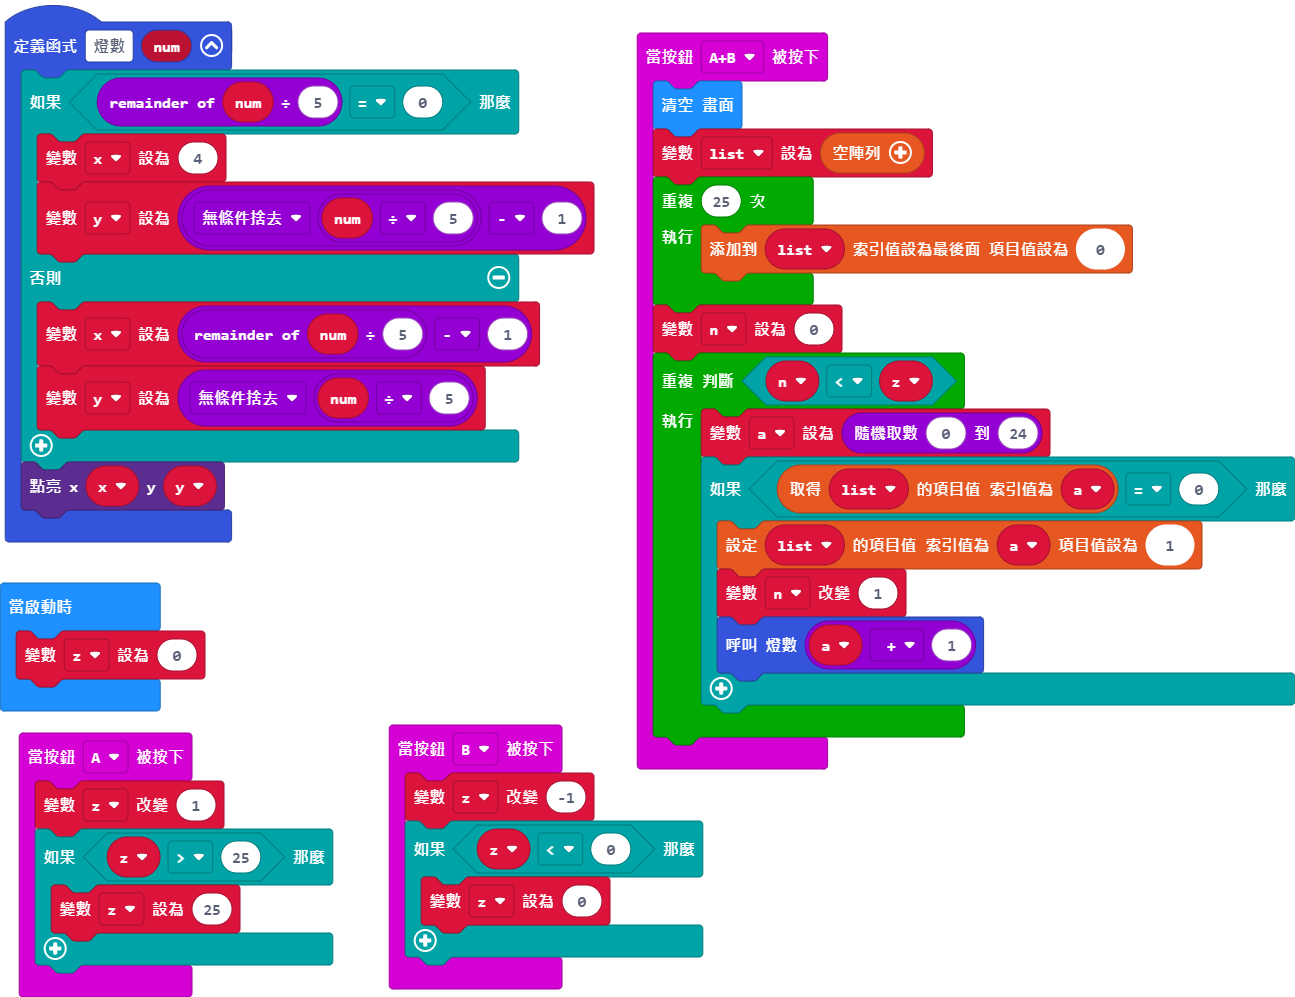 定義函式 燈數 num
如果 remainder of num ÷ 5 = 0 那麼
變數 x 設為 4
變數 y 設為 無條件捨去 num ÷ 5 - 1
否則
變數 x 設為 remainder of num ÷ 5 - 1
變數 y 設為 無條件捨去 num ÷ 5
點亮 x x y y
當啟動時
變數 z 設為 0
當按鈕 A 被按下
變數 z 改變 1
如果 z > 25 那麼
變數 z 設為 25
當按鈕 B 被按下
變數 z 改變 -1
如果 z < 0 那麼
變數 z 設為 0
當按鈕 A+B 被按下
清空 畫面
變數 list 設為 空陣列
重複 25 次
執行
添加到 list 索引值設為最後面 項目值設為 0
變數 n 設為 0
重複 判斷 n < z
執行
變數 a 設為 隨機取數 0 到 24
如果 取得 list 的項目值 索引值為 a = 0 那麼
設定 list 的項目值 索引值為 a 項目值設為 1
變數 n 改變 1
呼叫 燈數 a + 1